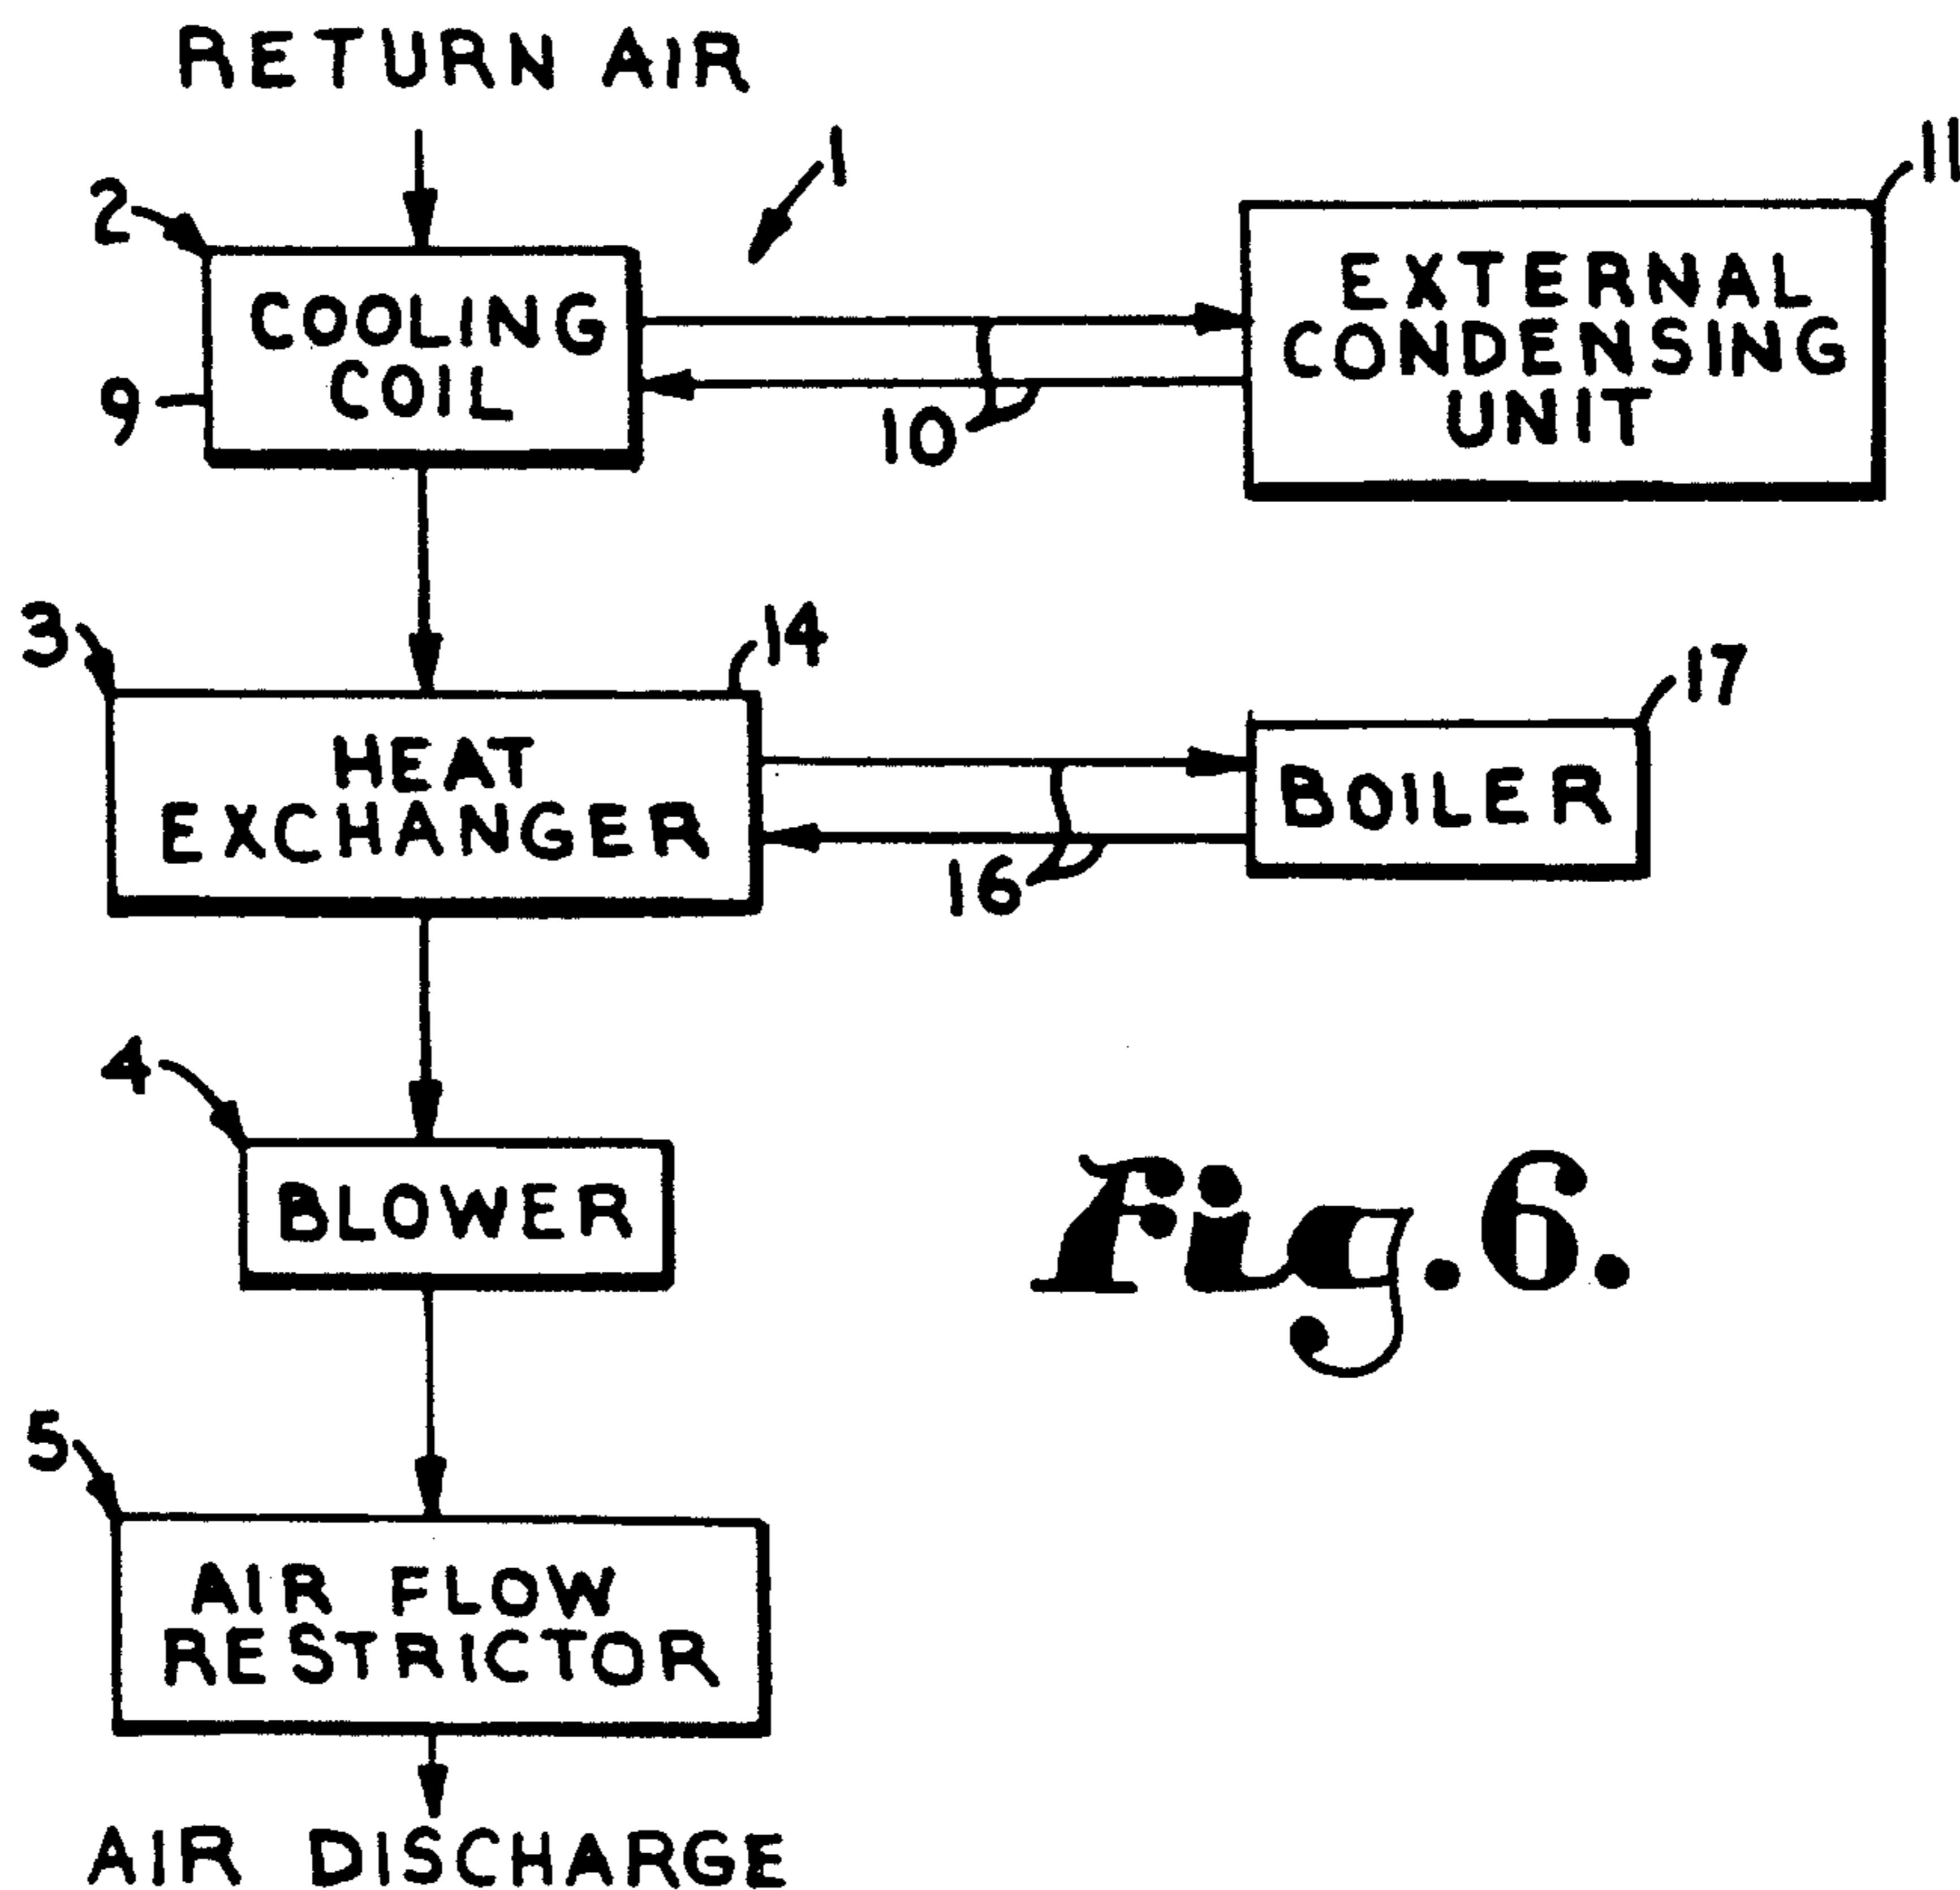 RETURN AIR
1
11
2
COOLING
COIL
9
10
EXTERNAL
CONDENSING
UNIT
3
14
HEAT
EXCHANGER
16
17
BOILER
4
BLOWER
Fig.6.
5
AIR FLOW
RESTRICTOR
AIR DISCHARGE